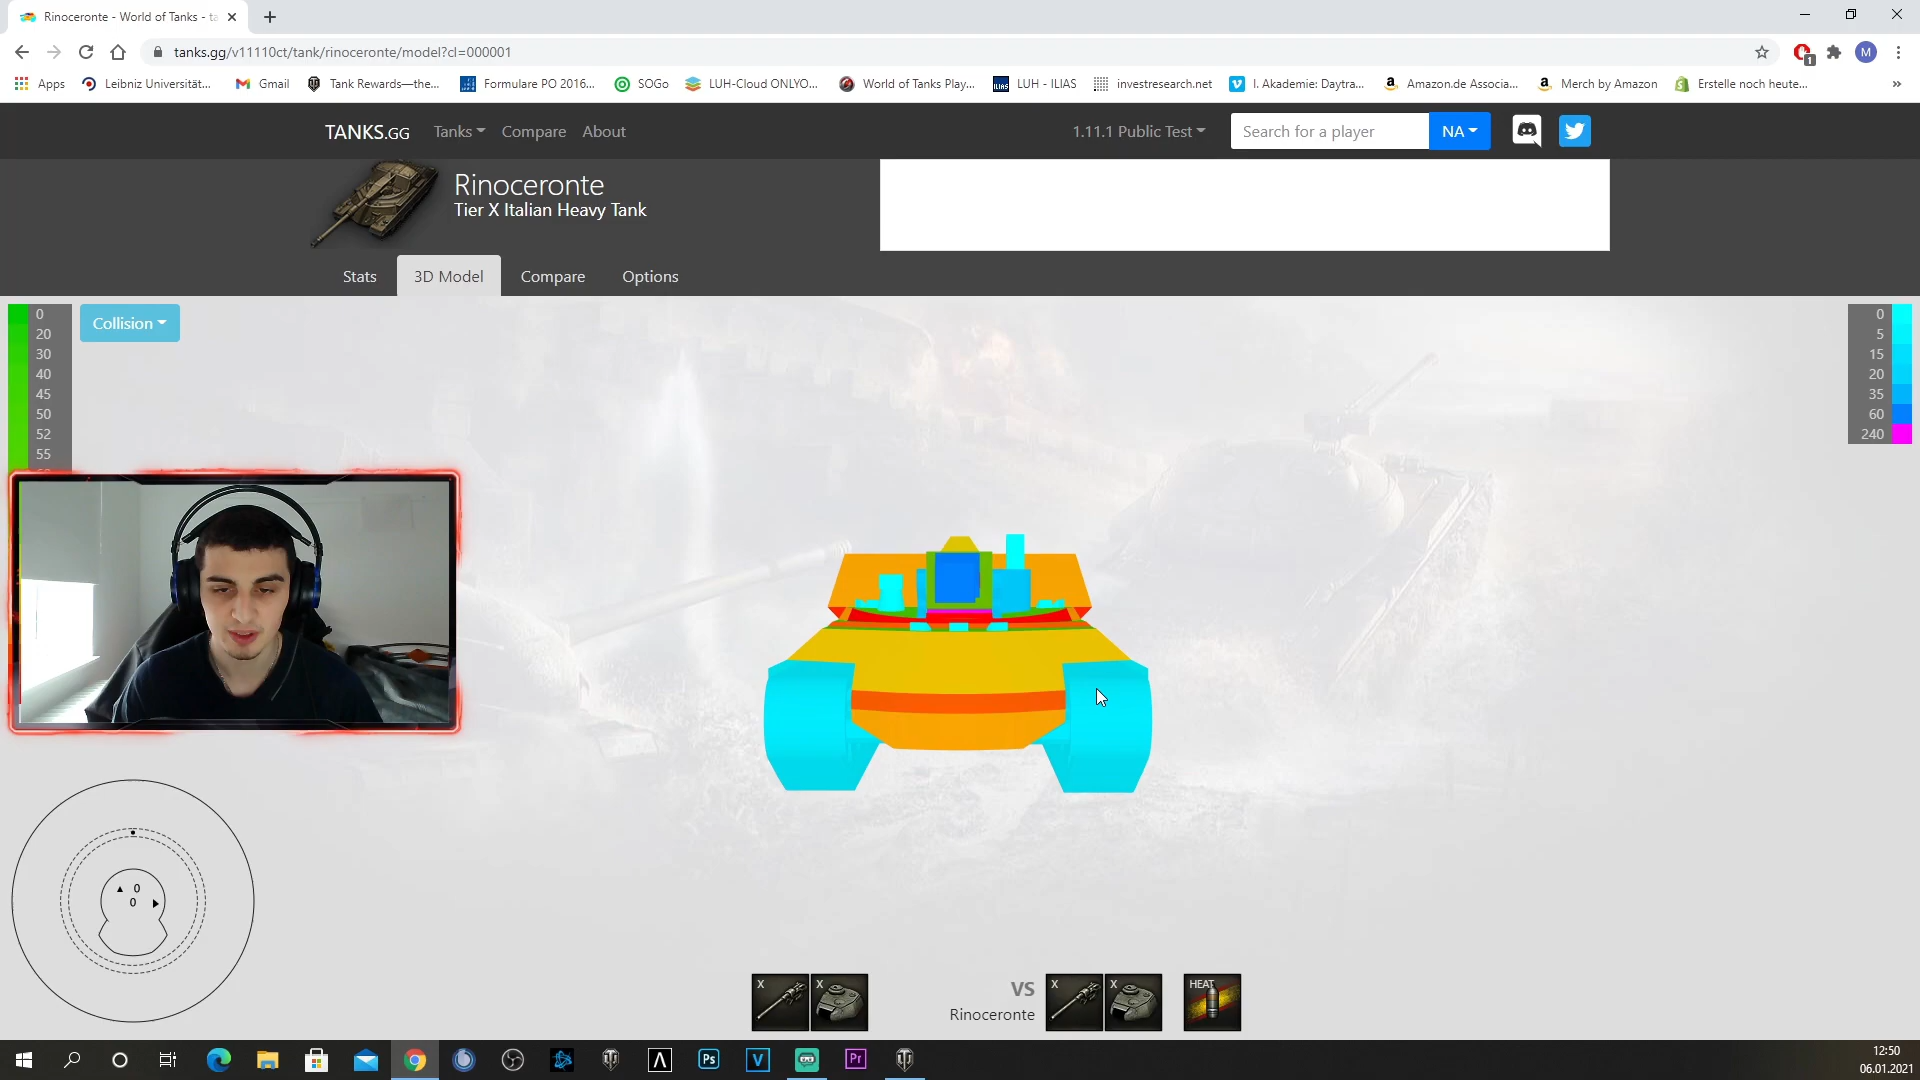 Rinoceronte - World of Tanks - ta
tanks.gg/v11110ct/tank/rinoceronte/model?cl=000001
1
M
Apps Leibniz Universität... Gmail Tank Rewards—the... Formulare PO 2016... SOGo LUH-Cloud ONLYO... World of Tanks Play... LUH - ILIAS investresearch.net I. Akademie: Daytra... Amazon.de Associa... Merch by Amazon Erstelle noch heute... »
TANKS.GG Tanks Compare About 1.11.1 Public Test Search for a player NA
Rinoceronte
Tier X Italian Heavy Tank
Stats 3D Model Compare Options
Collision
0
20
30
40
45
50
52
55
0
5
15
20
35
60
240
0
0
X X
VS
Rinoceronte
X X HEAT
Ps V Pr
12:50
06.01.2021